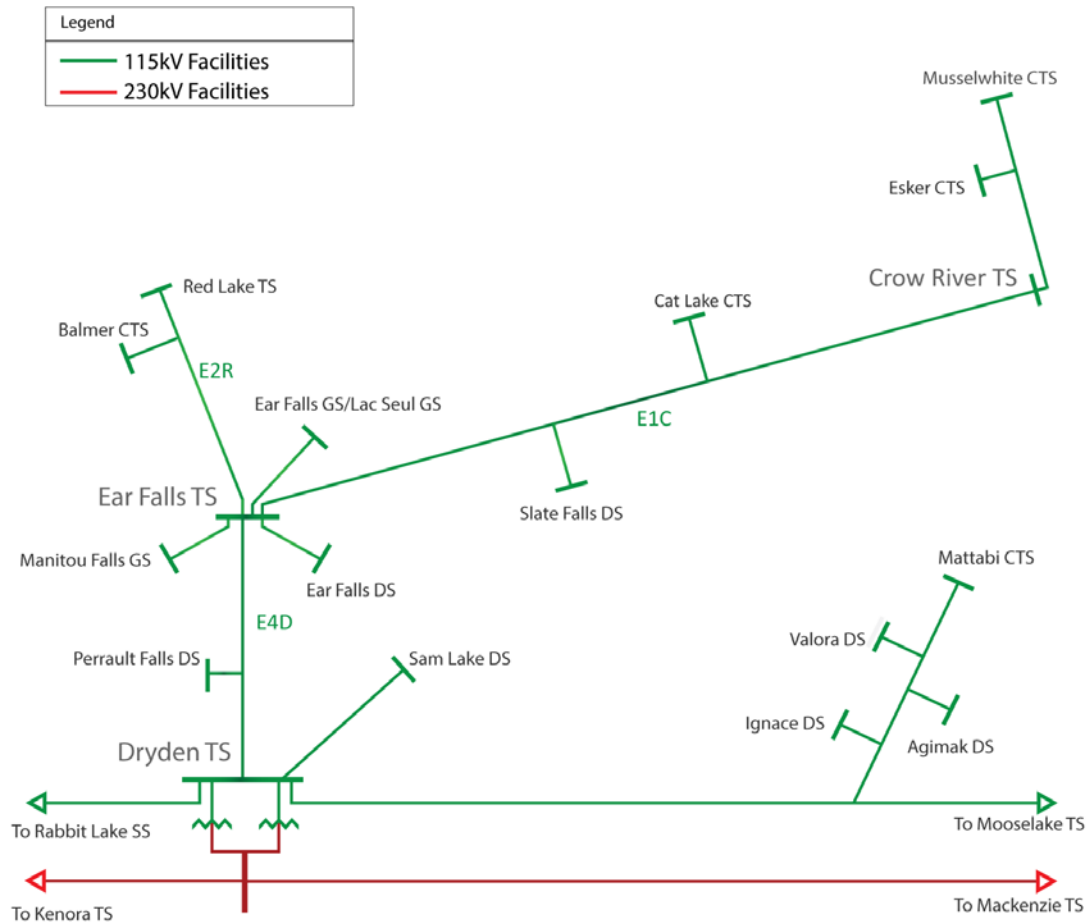 Legend
115kV Facilities
230kV Facilities
Musselwhite CTS
Esker CTS
Crow River TS
Red Lake TS
Cat Lake CTS
Balmer CTS
E2R
Ear Falls GS/Lac Seul GS
E1C
Ear Falls TS
Slate Falls DS
Manitou Falls GS
Ear Falls DS
Mattabi CTS
E4D
Valora DS
Perrault Falls DS
Sam Lake DS
Ignace DS
Agimak DS
Dryden TS
To Rabbit Lake SS
To Mooselake TS
To Kenora TS
To Mackenzie TS